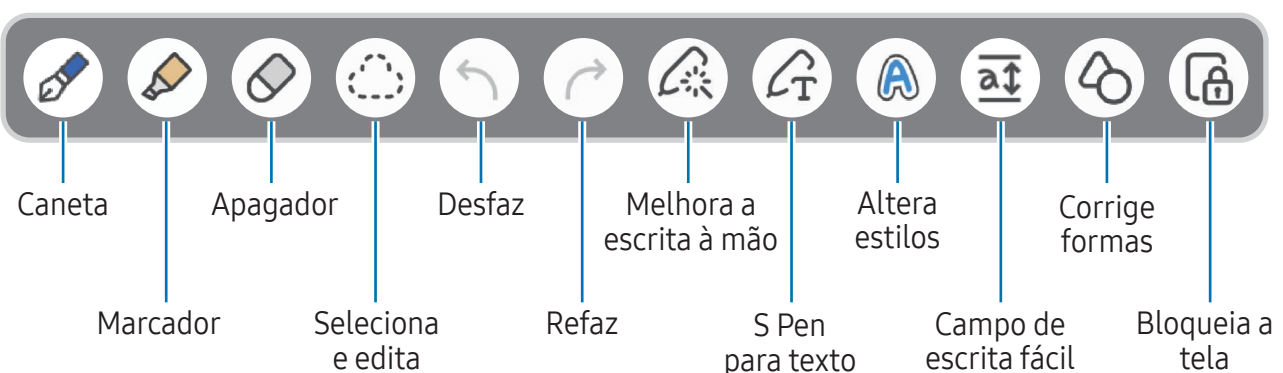 Caneta
Apagador
Desfaz
Melhora a
escrita à mão
Altera
estilos
Corrige
formas
Marcador
Seleciona
e edita
Refaz
S Pen
para texto
Campo de
escrita fácil
Bloqueia a
tela